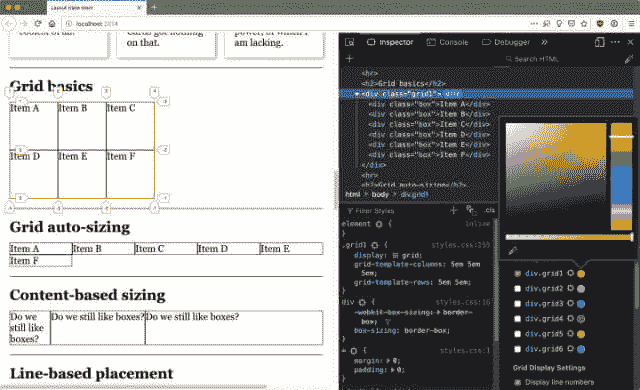 localhost:3474
boxes of all.
Cards got nothing
on that.
power, of which I
am lacking.
Grid basics
Item A Item B Item C
Item D Item E Item F
Grid auto-sizing
Item A Item B Item C Item D Item E
Item F
Content-based sizing
Do we still like boxes?
Do we still like boxes?
Do we still like boxes?
Line-based placement
Inspector Console Debugger
Search HTML
<hr>
<h2>Grid basics</h2>
<div class="grid1"> div
<div class="box">Item A</div>
<div class="box">Item B</div>
<div class="box">Item C</div>
<div class="box">Item D</div>
<div class="box">Item E</div>
<div class="box">Item F</div>
</div>
<hr>
<h2>Grid auto-sizing</h2>
html body div.grid1
Filter Styles + .cls
element { inline
}
.grid1 { styles.css:159
display: grid;
grid-template-columns: 5em 5em
5em;
grid-template-rows: 5em 5em;
}
div { styles.css:16
-webkit-box-sizing: border-
box;
box-sizing: border-box;
}
* { styles.css:1
margin: 0;
padding: 0;
div.grid1
div.grid2
div.grid3
div.grid4
div.grid5
div.grid6
Grid Display Settings
Display line numbers